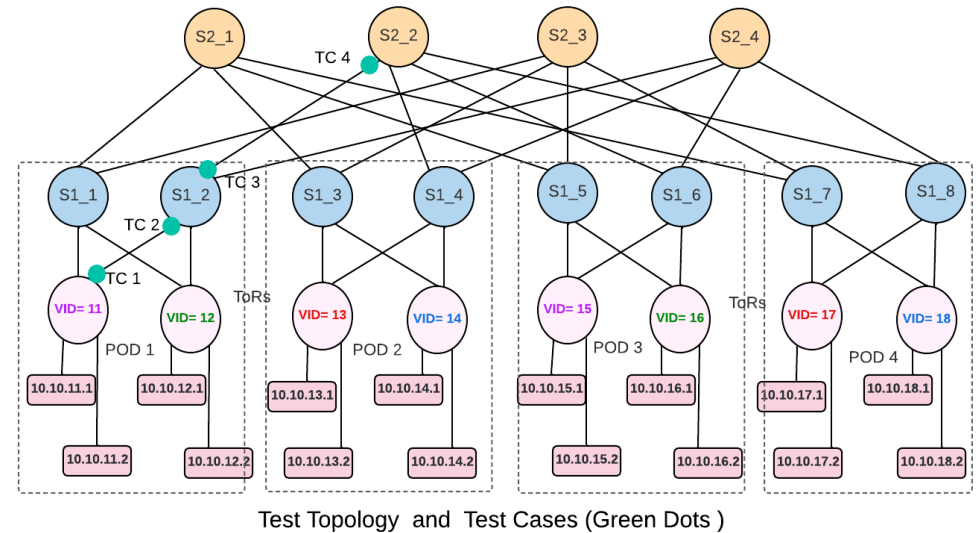 S2_1
S2_2
S2_3
S2_4
TC 4
S1_1
S1_2
TC 3
S1_3
S1_4
S1_5
S1_6
S1_7
S1_8
TC 2
TC 1
VID= 11
VID= 12
ToRs
VID= 13
VID= 14
VID= 15
VID= 16
ToRs
VID= 17
VID= 18
POD 1
POD 2
POD 3
POD 4
10.10.11.1
10.10.12.1
10.10.13.1
10.10.14.1
10.10.15.1
10.10.16.1
10.10.17.1
10.10.18.1
10.10.11.2
10.10.12.2
10.10.13.2
10.10.14.2
10.10.15.2
10.10.16.2
10.10.17.2
10.10.18.2
Test Topology and Test Cases (Green Dots )